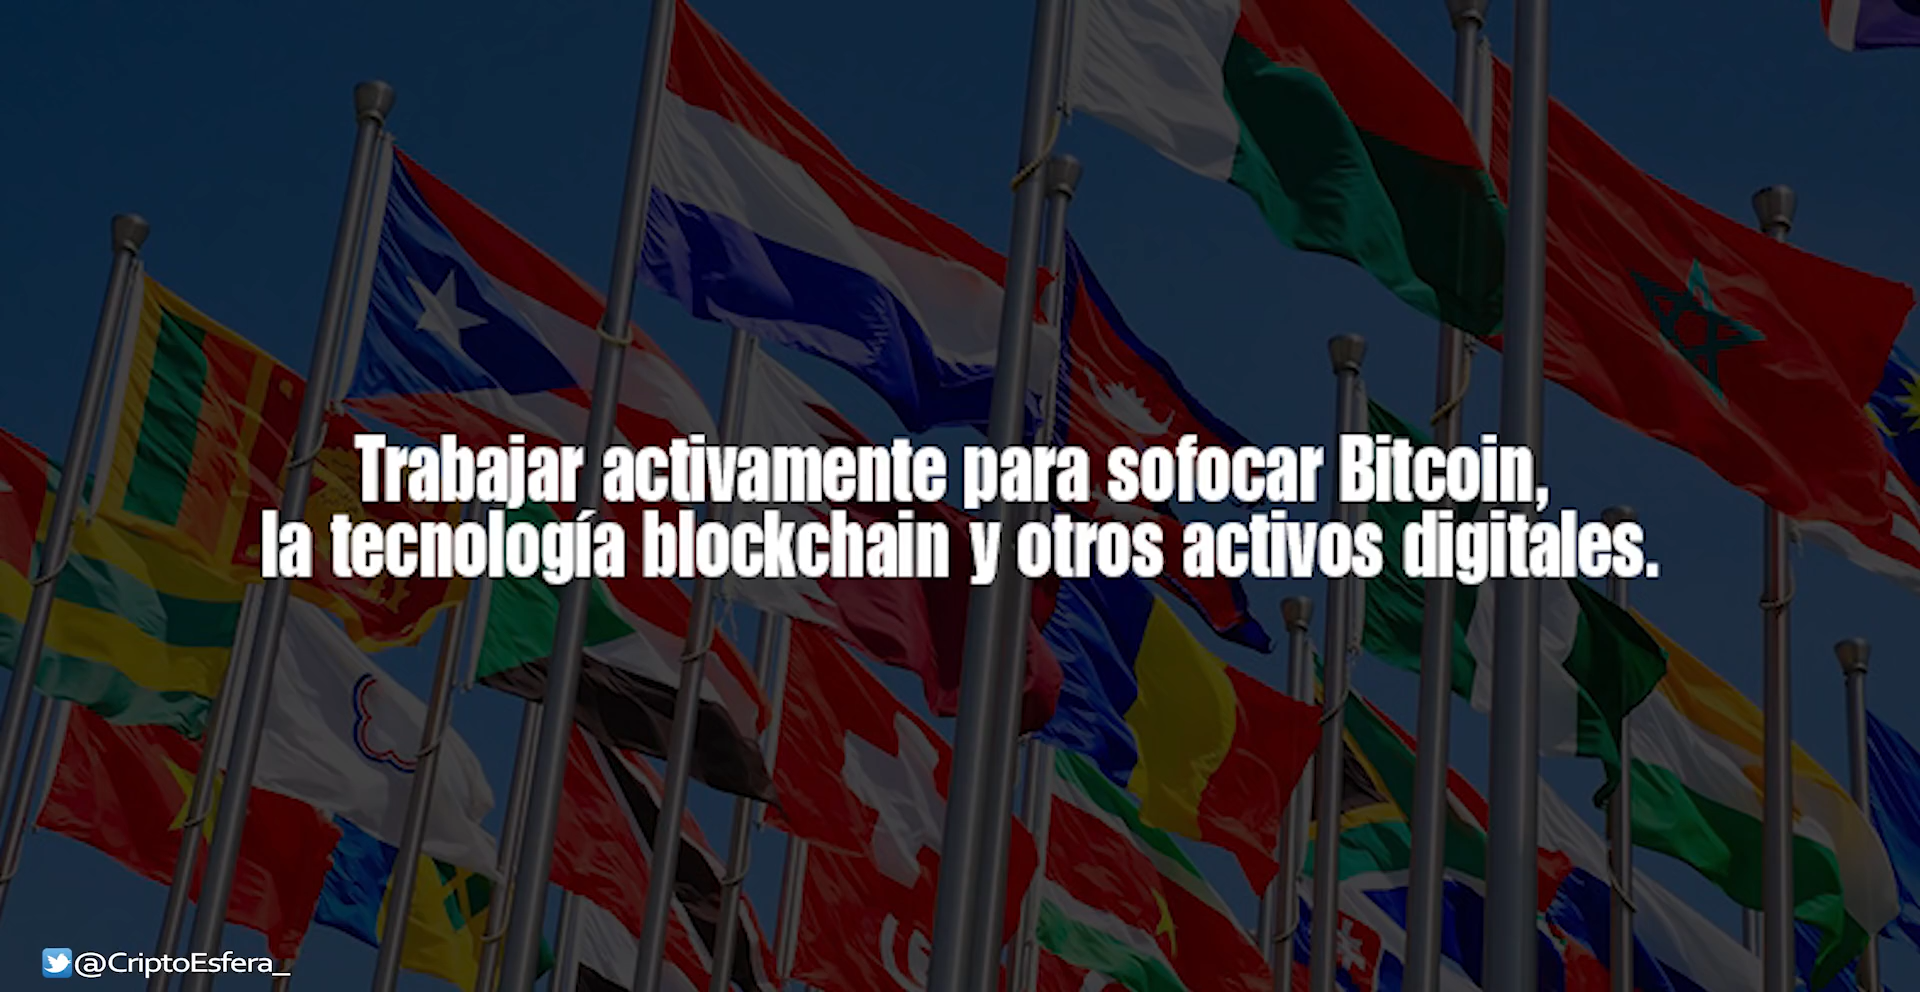 Trabajar activamente para sofocar Bitcoin,
la tecnología blockchain y otros activos digitales.
@CriptoEsfera_